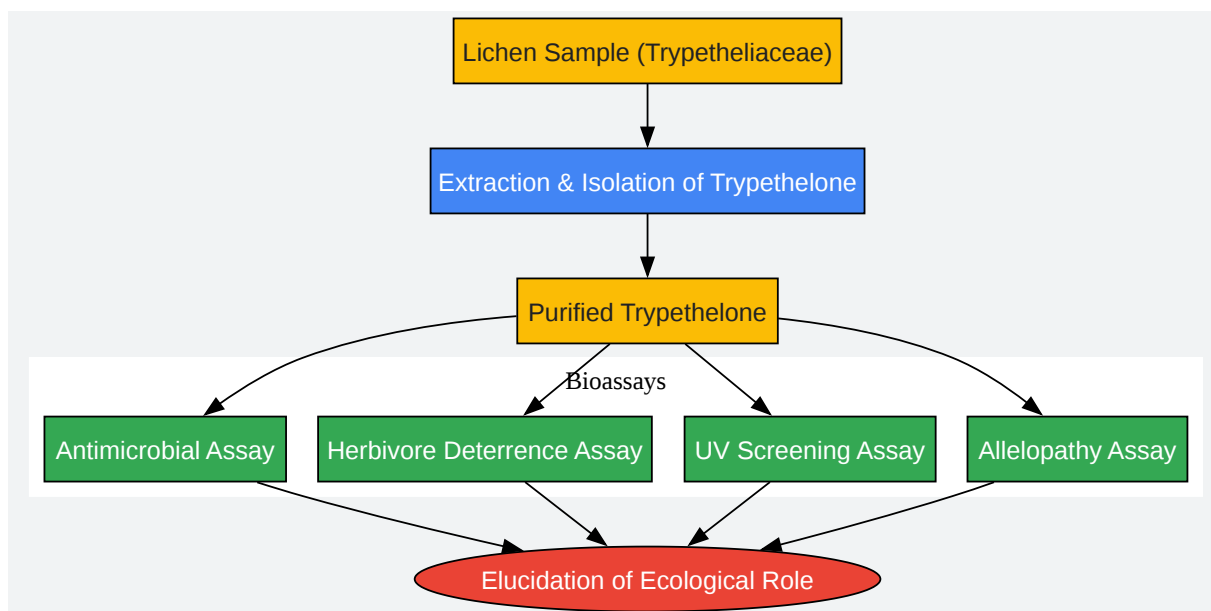 Lichen Sample (Trypetheliaceae)
Extraction & Isolation of Trypethelone
Purified Trypethelone
Bioassays
Antimicrobial Assay
Herbivore Deterrence Assay
UV Screening Assay
Allelopathy Assay
Elucidation of Ecological Role